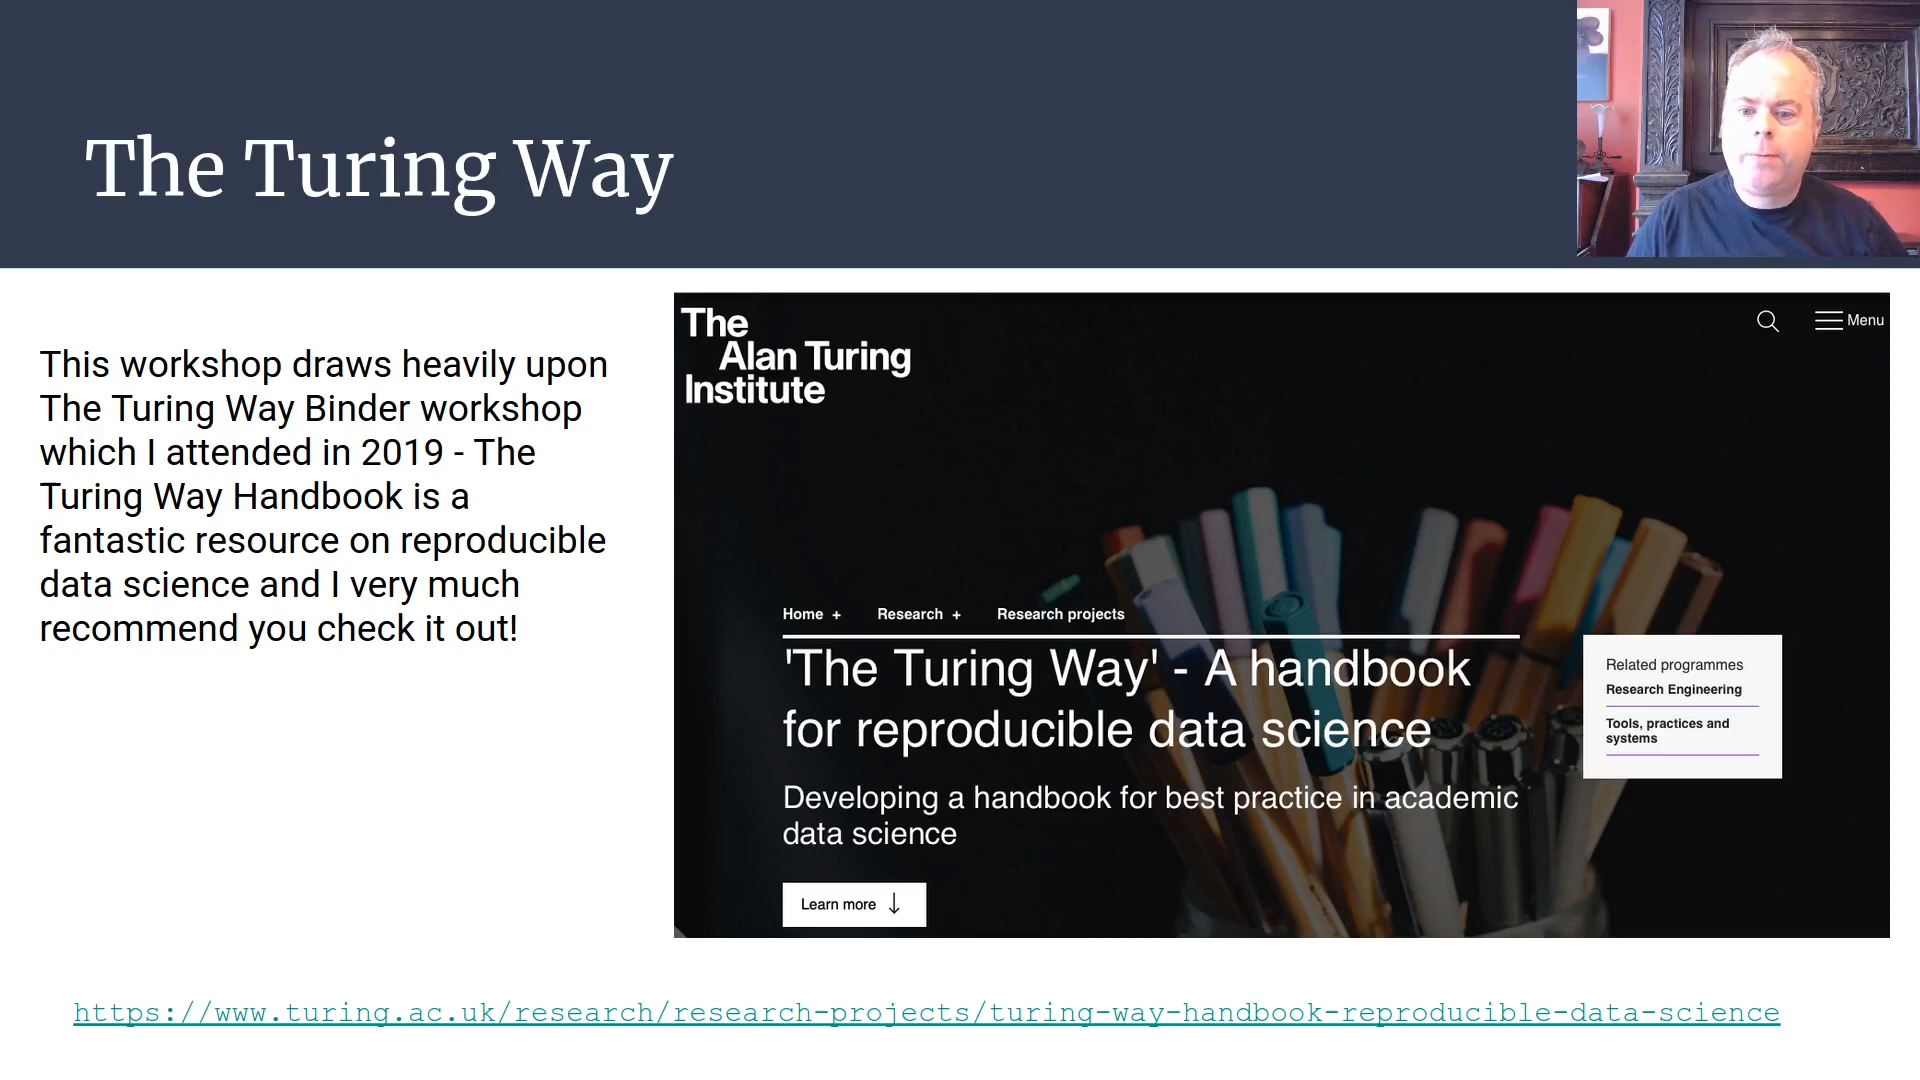 The Turing Way
This workshop draws heavily upon
The Turing Way Binder workshop
which I attended in 2019 - The
Turing Way Handbook is a
fantastic resource on reproducible
data science and I very much
recommend you check it out!
The
Alan Turing
Institute
Menu
Home +
Research +
Research projects
'The Turing Way' - A handbook
for reproducible data science
Developing a handbook for best practice in academic
data science
Learn more ↓
Related programmes
Research Engineering
Tools, practices and
systems
https://www.turing.ac.uk/research/research-projects/turing-way-handbook-reproducible-data-science